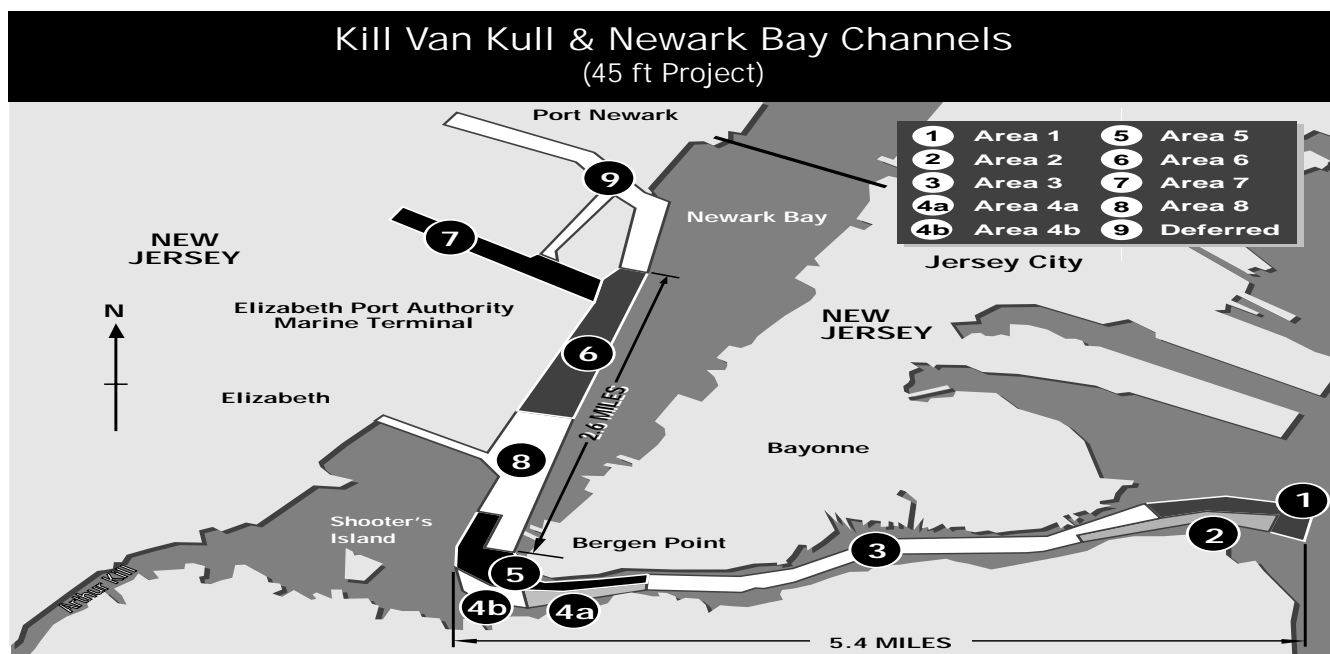 Kill Van Kull & Newark Bay Channels
(45 ft Project)
Port Newark
1 Area 1 5 Area 5
2 Area 2 6 Area 6
3 Area 3 7 Area 7
4a Area 4a 8 Area 8
4b Area 4b 9 Deferred
9
Newark Bay
7
NEW
JERSEY
Jersey City
N
Elizabeth Port Authority
Marine Terminal
NEW
JERSEY
6
Elizabeth
2.6 MILES
8
Bayonne
1
Shooter's
Island
2
Bergen Point
3
5
Arthur Kill
4b
4a
5.4 MILES